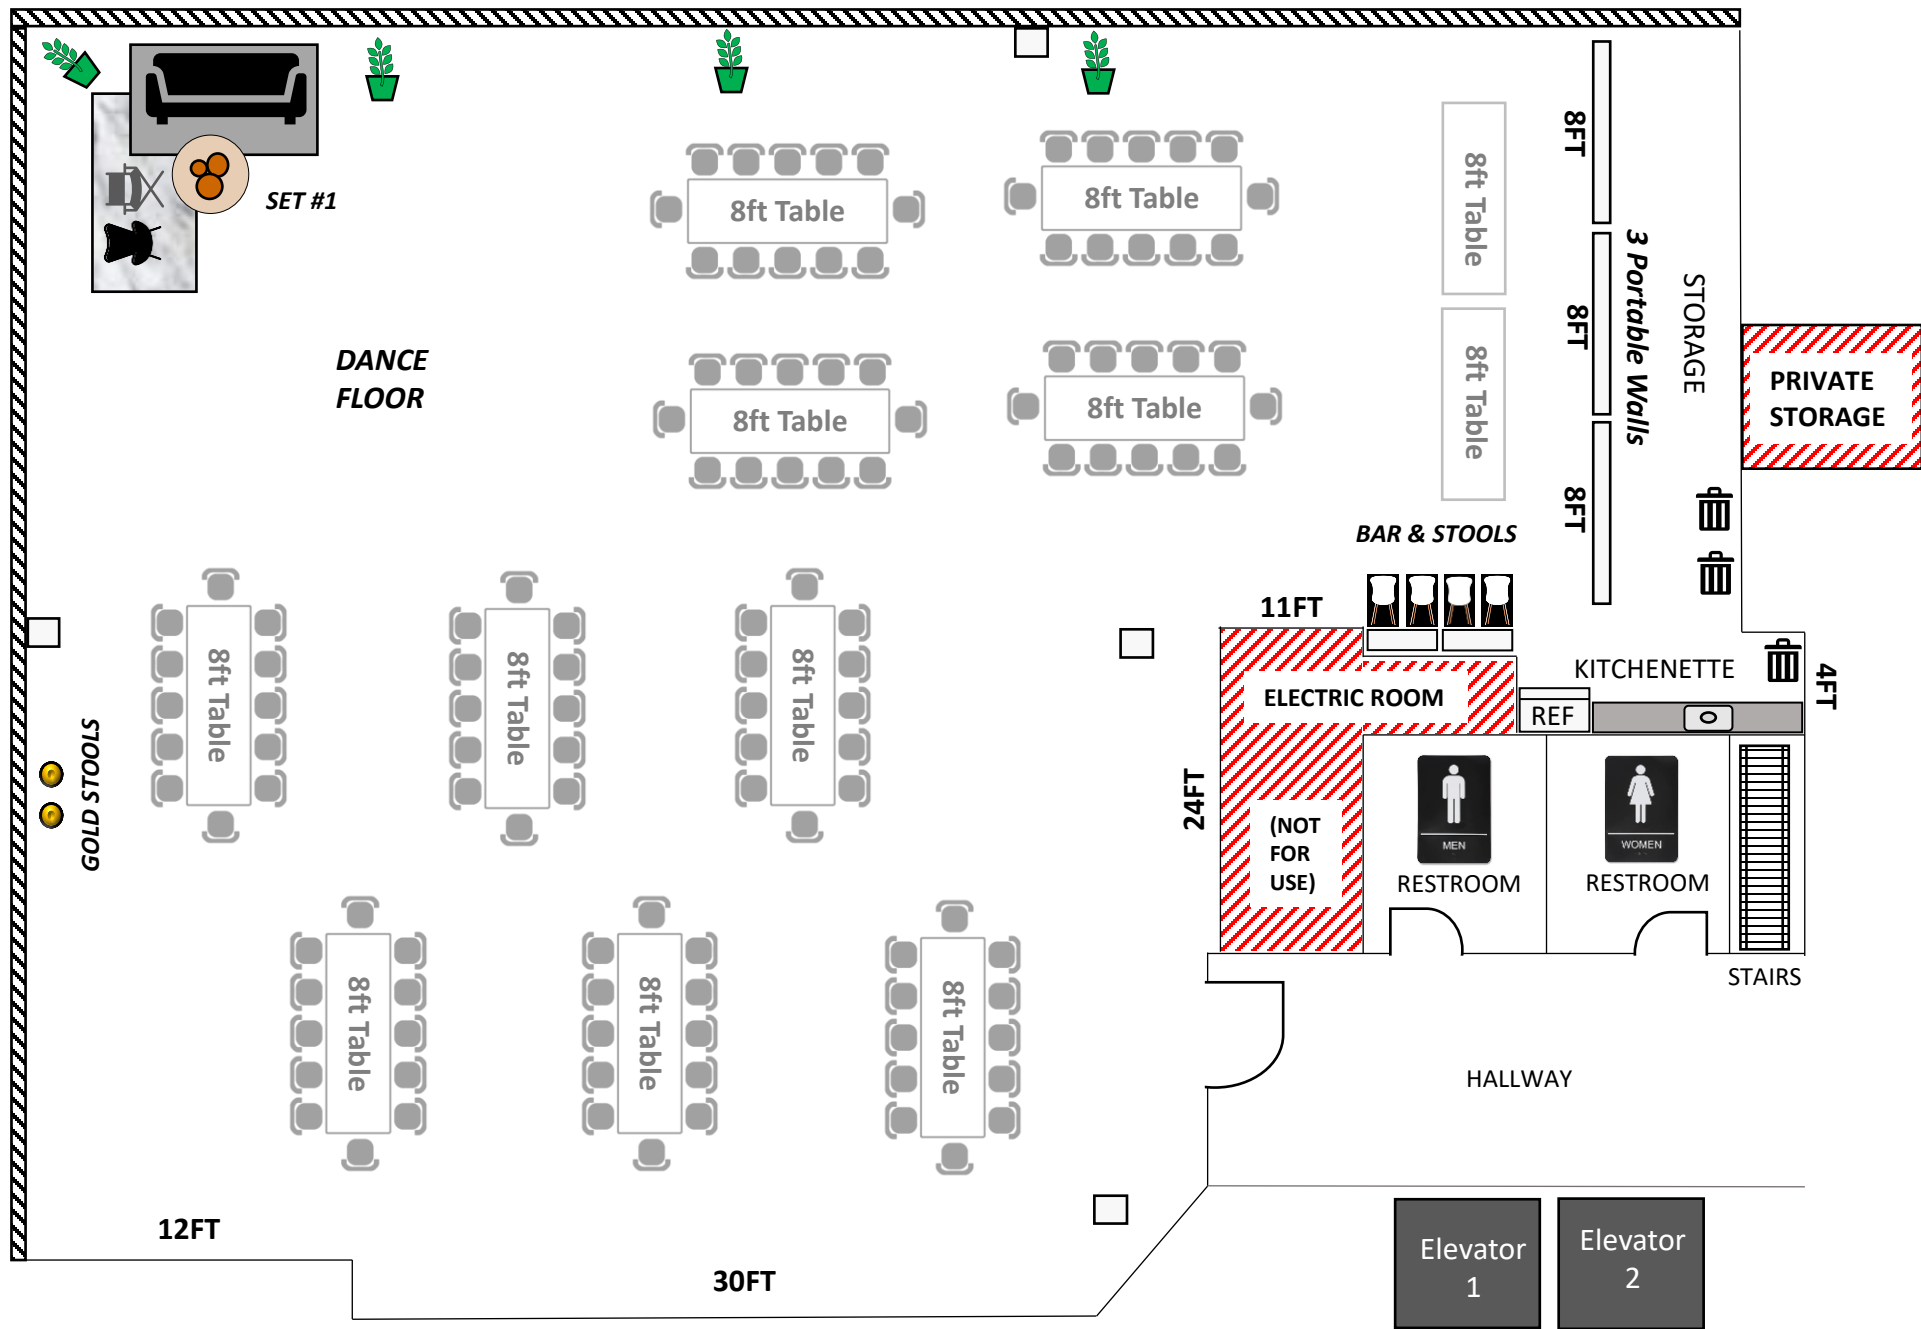 SET #1
DANCE
FLOOR
8ft Table
8ft Table
8ft Table
8ft Table
8ft Table
8ft Table
8FT
8FT
8FT
3 Portable Walls
STORAGE
PRIVATE
STORAGE
BAR & STOOLS
11FT
ELECTRIC ROOM
(NOT
FOR
USE)
24FT
KITCHENETTE
4FT
REF
MEN
RESTROOM
WOMEN
RESTROOM
STAIRS
GOLD STOOLS
8ft Table
8ft Table
8ft Table
8ft Table
8ft Table
8ft Table
HALLWAY
12FT
30FT
Elevator
1
Elevator
2